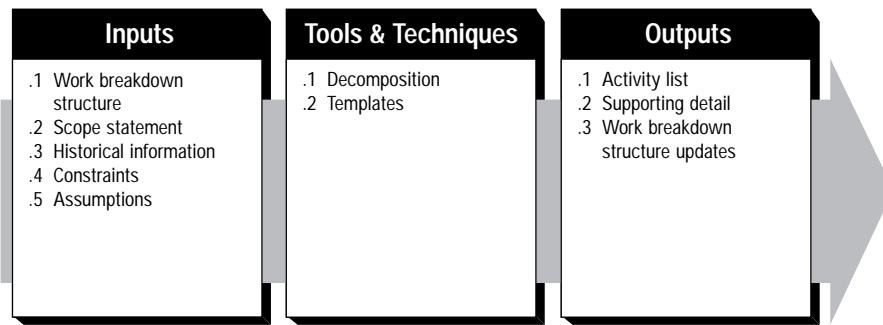 Inputs
.1 Work breakdown
structure
.2 Scope statement
.3 Historical information
.4 Constraints
.5 Assumptions
Tools & Techniques
.1 Decomposition
.2 Templates
Outputs
.1 Activity list
.2 Supporting detail
.3 Work breakdown
structure updates